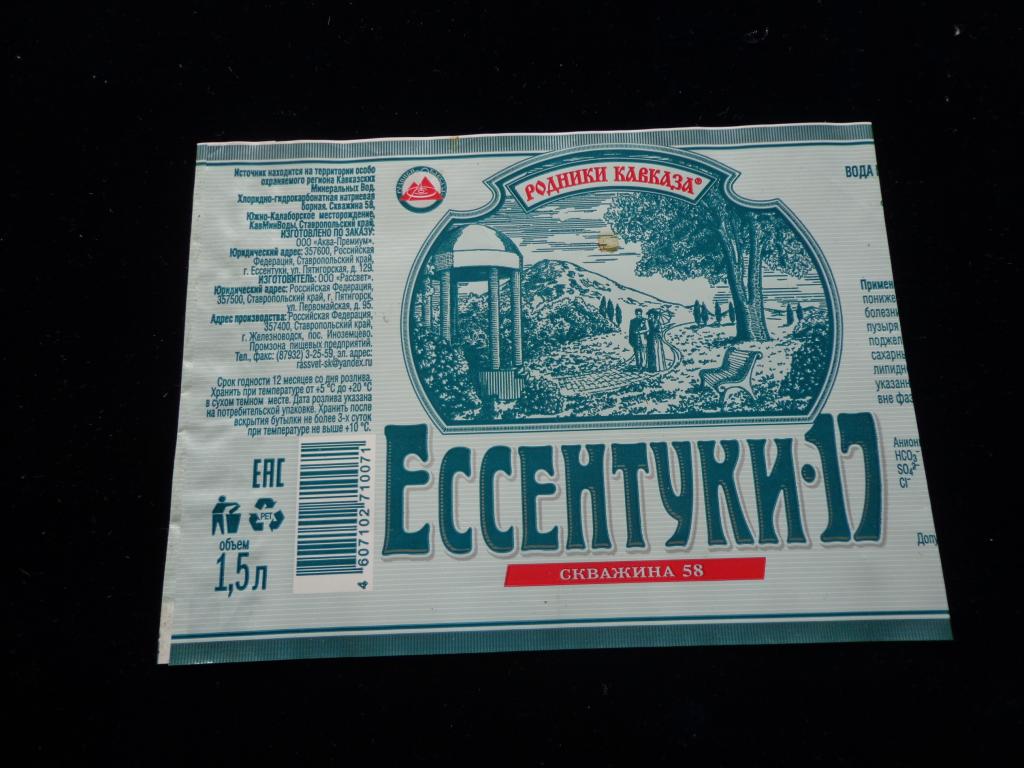 Источник находится на территории особо
охраняемого региона Кавказских
Минеральных Вод.
Хлоридно-гидрокарбонатная натриевая
борная. Скважина 58,
Южно-Калаборское месторождение,
КавМинВоды, Ставропольский край,
ИЗГОТОВЛЕНО ПО ЗАКАЗУ:
ООО «Аква-Премиум».
Юридический адрес: 357600, Российская
Федерация, Ставропольский край,
г. Ессентуки, ул. Пятигорская, д. 129.
ИЗГОТОВИТЕЛЬ: ООО «Рассвет».
Юридический адрес: Российская Федерация,
357500, Ставропольский край, г. Пятигорск,
ул. Первомайская, д. 95.
Адрес производства: Российская Федерация,
357400, Ставропольский край,
г. Железноводск, пос. Иноземцево.
Промзона пищевых предприятий.
Тел., факс: (87932) 3-25-59, эл. адрес:
rassvet-sk@yandex.ru
Срок годности 12 месяцев со дня розлива.
Хранить при температуре от +5 °C до +20 °C
в сухом темном месте. Дата розлива указана
на потребительской упаковке. Хранить после
вскрытия бутылки не более 3-х суток
при температуре не выше +10 °C.
EAC
PET
объем
1,5 л
4 607102 710071
РОДНИКИ КАВКАЗА®
ЕССЕНТУКИ·17
СКВАЖИНА 58
ВОДА
Примен
пониже
болезни
пузыря
поджел
сахарны
липидн
указанн
вне фаз
Анион
HCO₃⁻
SO₄²⁻
Cl⁻
Допу